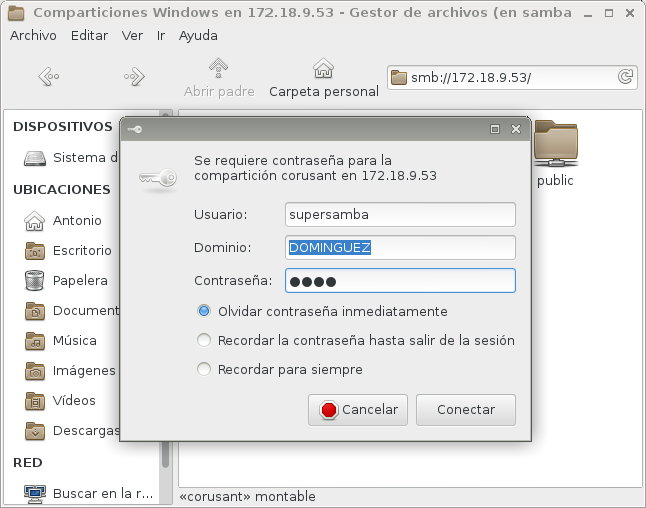 Comparticiones Windows en 172.18.9.53 - Gestor de archivos (en samba
Archivo Editar Ver Ir Ayuda
Abrir padre Carpeta personal smb://172.18.9.53/
DISPOSITIVOS
Sistema d
UBICACIONES
Antonio
Escritorio
Papelera
Document
Música
Imágenes
Vídeos
Descargas
RED
Buscar en la r...
public
Se requiere contraseña para la
compartición corusant en 172.18.9.53
Usuario: supersamba
Dominio: DOMINGUEZ
Contraseña: ●●●●
Olvidar contraseña inmediatamente
Recordar la contraseña hasta salir de la sesión
Recordar para siempre
Cancelar Conectar
«corusant» montable